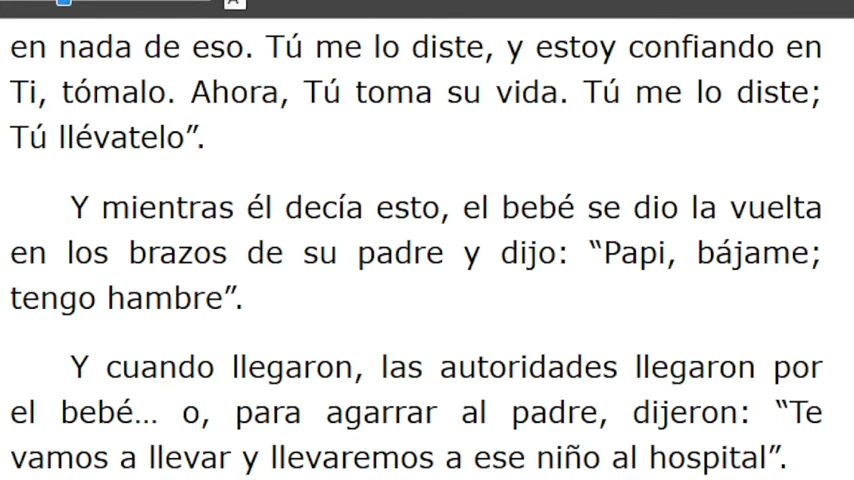 en nada de eso. Tú me lo diste, y estoy confiando en
Ti, tómalo. Ahora, Tú toma su vida. Tú me lo diste;
Tú llévatelo”.
Y mientras él decía esto, el bebé se dio la vuelta
en los brazos de su padre y dijo: “Papi, bájame;
tengo hambre”.
Y cuando llegaron, las autoridades llegaron por
el bebé… o, para agarrar al padre, dijeron: “Te
vamos a llevar y llevaremos a ese niño al hospital”.